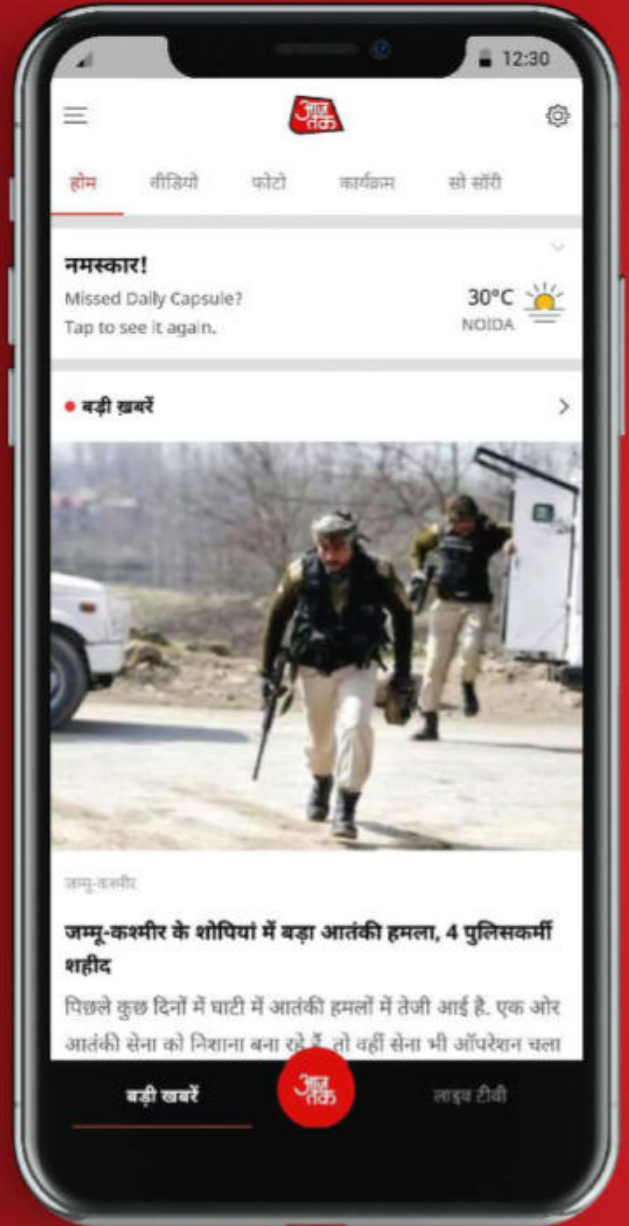 12:30
आज तक
होम वीडियो फोटो कार्यक्रम सो सॉरी
नमस्कार!
Missed Daily Capsule?
Tap to see it again.
30°C
NOIDA
बड़ी ख़बरें
जम्मू-कश्मीर
जम्मू-कश्मीर के शोपियां में बड़ा आतंकी हमला, 4 पुलिसकर्मी
शहीद
पिछले कुछ दिनों में घाटी में आतंकी हमलों में तेजी आई है. एक ओर
आतंकी सेना को निशाना बना रहे हैं, तो वहीं सेना भी ऑपरेशन चला
बड़ी खबरें आज तक लाइव टीवी